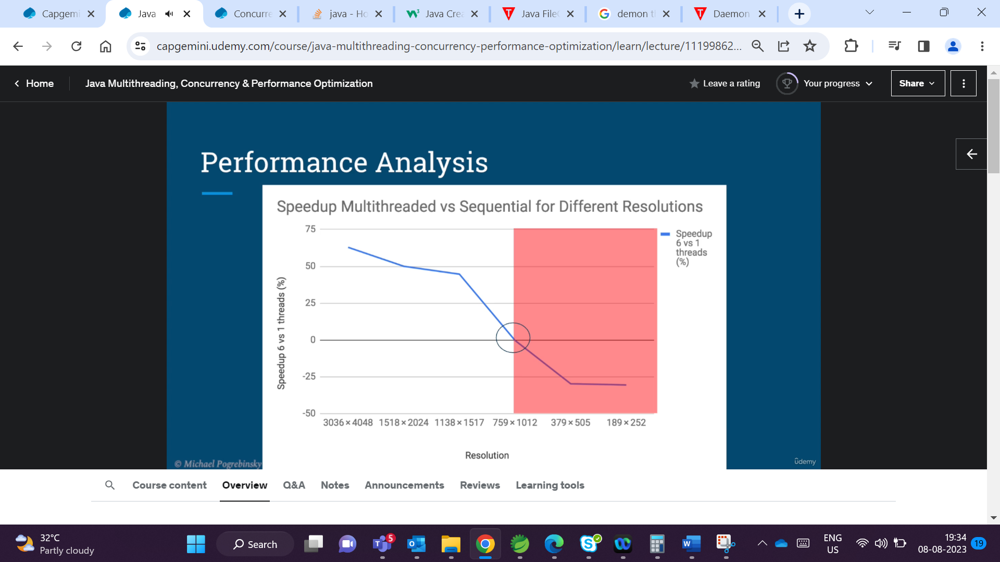 Capgemi
Java
Concurre
java - Ho
Java Crea
Java File
G demon t
Daemon
capgemini.udemy.com/course/java-multithreading-concurrency-performance-optimization/learn/lecture/11199862...
Home
Java Multithreading, Concurrency & Performance Optimization
Leave a rating
Your progress
Share
Performance Analysis
Speedup Multithreaded vs Sequential for Different Resolutions
Speedup 6 vs 1 threads (%)
75
50
25
0
-25
-50
3036 × 4048 1518 × 2024 1138 × 1517 759 × 1012 379 × 505 189 × 252
Resolution
Speedup
6 vs 1
threads
(%)
© Michael Pogrebinsky
ûdemy
Course content Overview Q&A Notes Announcements Reviews Learning tools
32°C
Partly cloudy
Search
5
ENG
US
19:34
08-08-2023
19